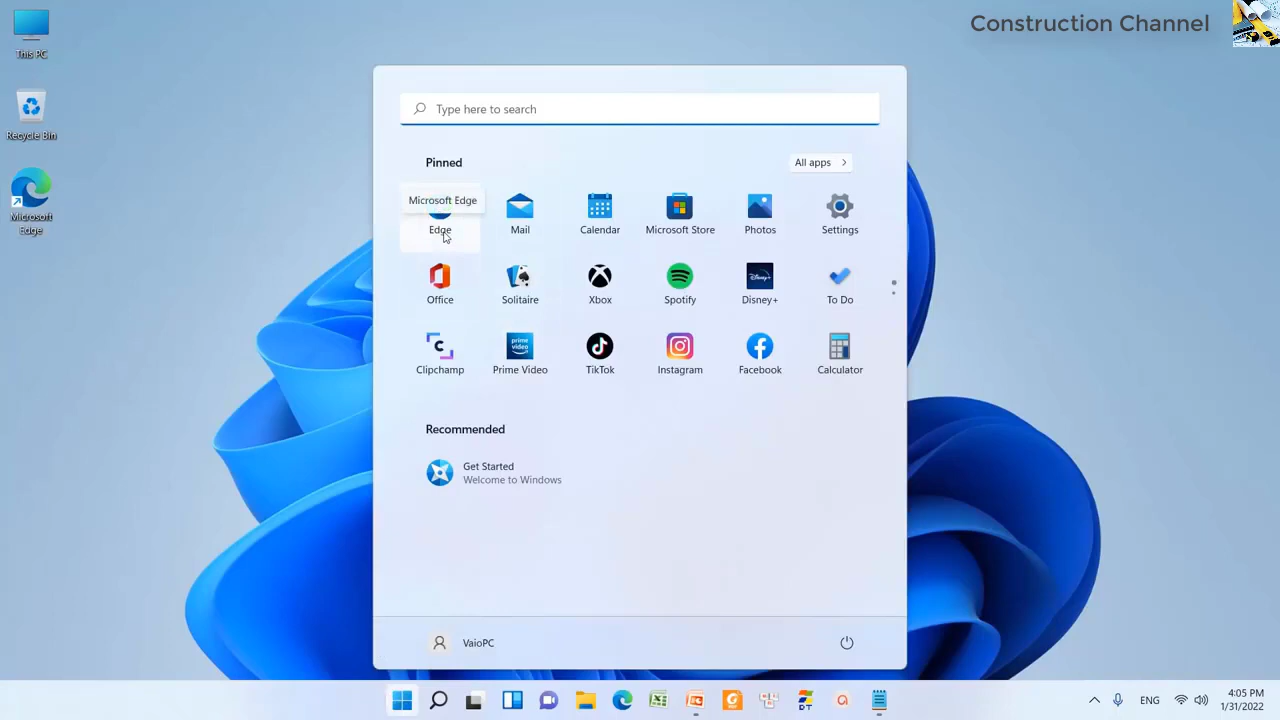 Construction Channel
This PC
Recycle Bin
Microsoft
Edge
Type here to search
Pinned
All apps
Microsoft Edge
Edge
Mail
Calendar
Microsoft Store
Photos
Settings
Office
Solitaire
Xbox
Spotify
Disney+
To Do
Clipchamp
Prime Video
TikTok
Instagram
Facebook
Calculator
Recommended
Get Started
Welcome to Windows
VaioPC
ENG
4:05 PM
1/31/2022